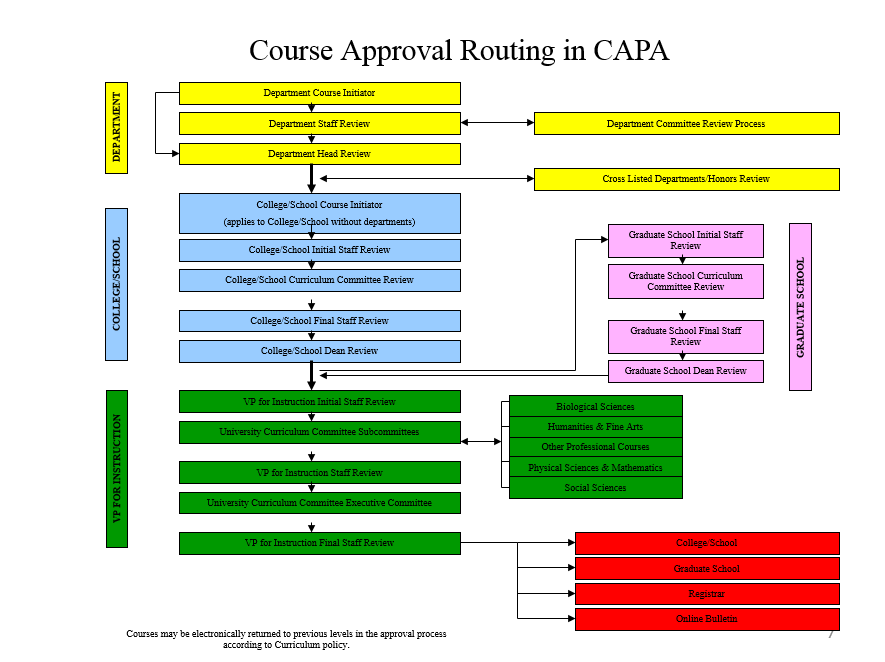 Course Approval Routing in CAPA
DEPARTMENT
Department Course Initiator
Department Staff Review
Department Committee Review Process
Department Head Review
Cross Listed Departments/Honors Review
COLLEGE/SCHOOL
College/School Course Initiator
(applies to College/School without departments)
College/School Initial Staff Review
College/School Curriculum Committee Review
College/School Final Staff Review
College/School Dean Review
Graduate School Initial Staff
Review
Graduate School Curriculum
Committee Review
Graduate School Final Staff
Review
Graduate School Dean Review
GRADUATE SCHOOL
VP FOR INSTRUCTION
VP for Instruction Initial Staff Review
University Curriculum Committee Subcommittees
VP for Instruction Staff Review
University Curriculum Committee Executive Committee
VP for Instruction Final Staff Review
Biological Sciences
Humanities & Fine Arts
Other Professional Courses
Physical Sciences & Mathematics
Social Sciences
College/School
Graduate School
Registrar
Online Bulletin
Courses may be electronically returned to previous levels in the approval process
according to Curriculum policy.
7